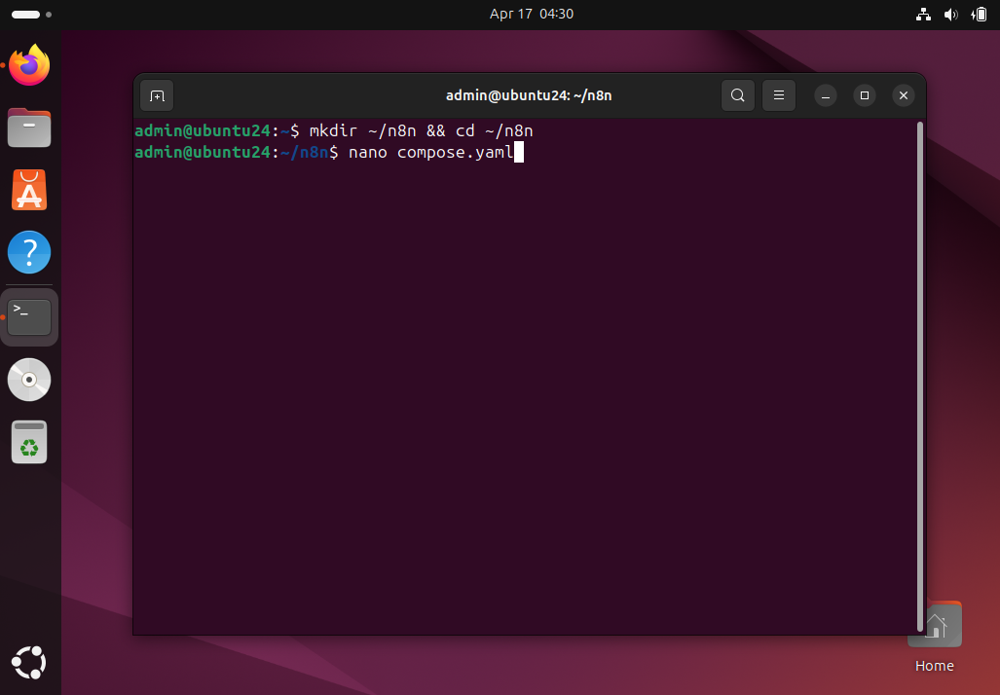 Apr 17 04:30
admin@ubuntu24: ~/n8n
admin@ubuntu24:~$ mkdir ~/n8n && cd ~/n8n
admin@ubuntu24:~/n8n$ nano compose.yaml
Home